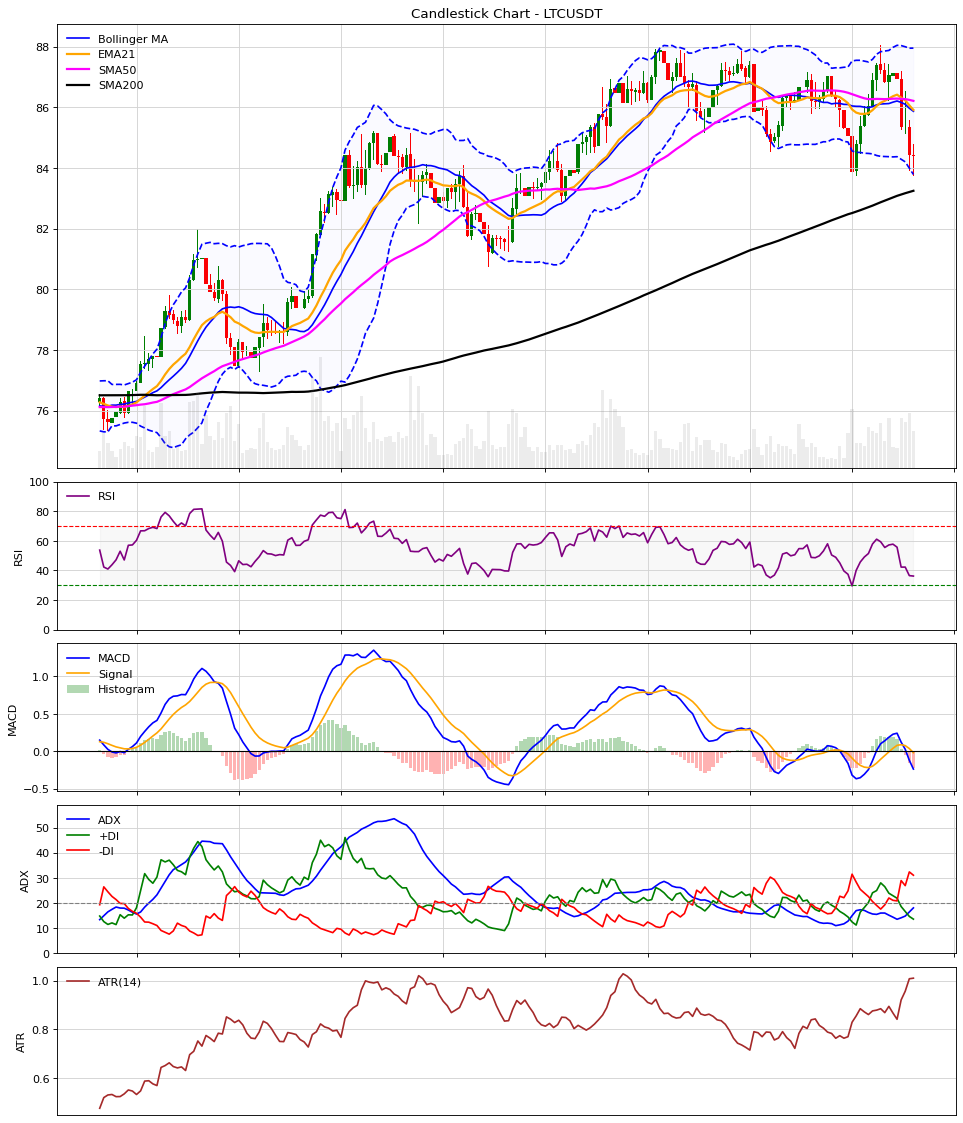 Candlestick Chart - LTCUSDT
Bollinger MA
EMA21
SMA50
SMA200
88
86
84
82
80
78
76
RSI
RSI
100
80
60
40
20
0
MACD
Signal
Histogram
MACD
1.0
0.5
0.0
−0.5
ADX
+DI
-DI
ADX
50
40
30
20
10
0
ATR(14)
ATR
1.0
0.8
0.6